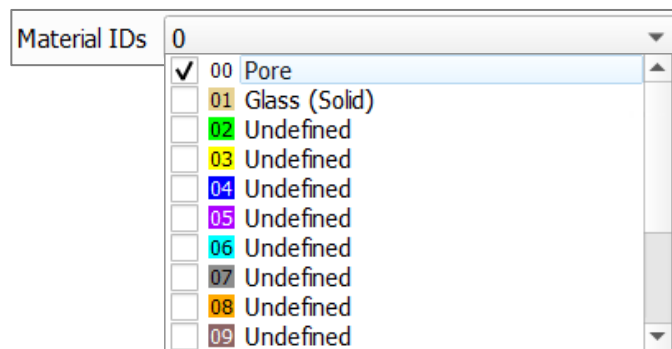 Material IDs 0
00 Pore
01 Glass (Solid)
02 Undefined
03 Undefined
04 Undefined
05 Undefined
06 Undefined
07 Undefined
08 Undefined
09 Undefined